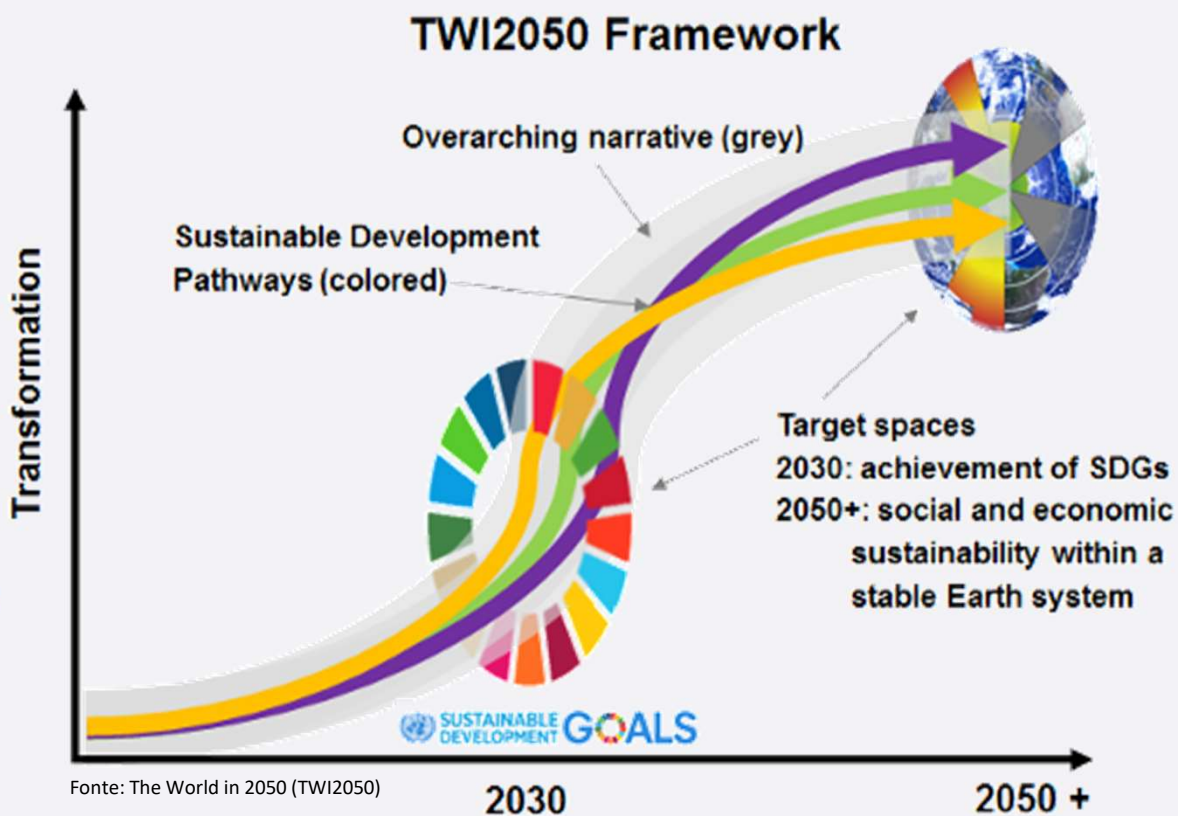 TWI2050 Framework
Overarching narrative (grey)
Sustainable Development
Pathways (colored)
Transformation
Target spaces
2030: achievement of SDGs
2050+: social and economic
sustainability within a
stable Earth system
SUSTAINABLE
DEVELOPMENT
GOALS
Fonte: The World in 2050 (TWI2050)
2030
2050 +